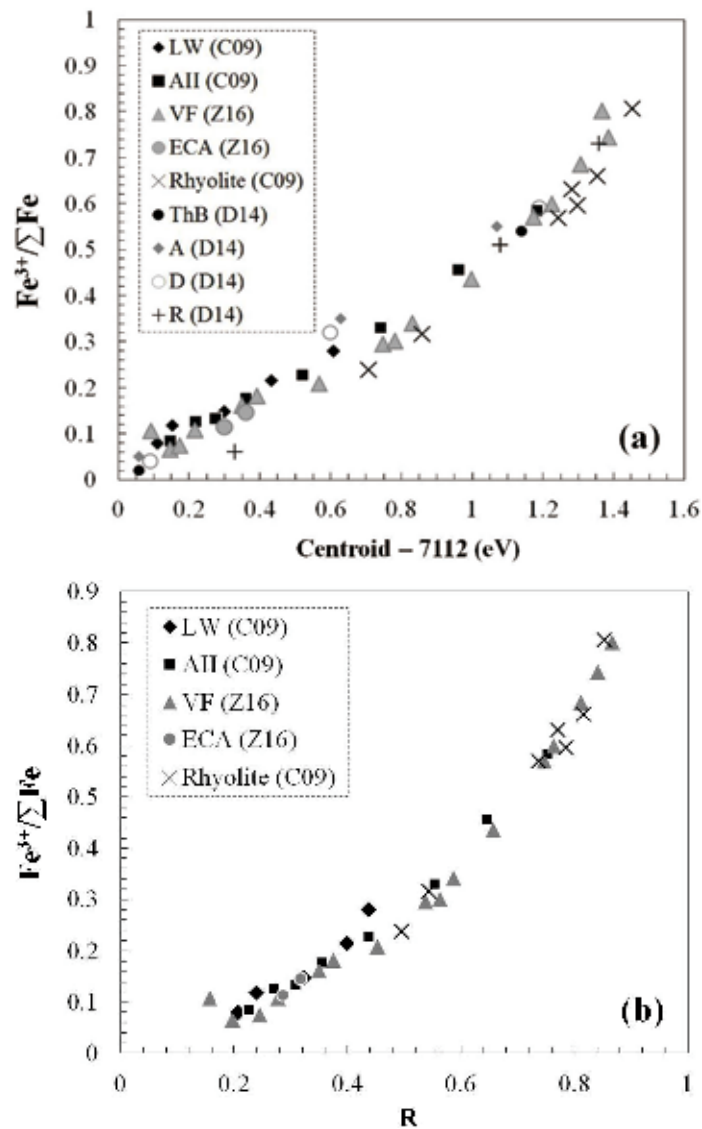 1
0.9
0.8
0.7
0.6
0.5
0.4
0.3
0.2
0.1
0
Fe³⁺/∑Fe
LW (C09)
AII (C09)
VF (Z16)
ECA (Z16)
Rhyolite (C09)
ThB (D14)
A (D14)
D (D14)
R (D14)
(a)
0 0.2 0.4 0.6 0.8 1 1.2 1.4 1.6
Centroid – 7112 (eV)
0.9
0.8
0.7
0.6
0.5
0.4
0.3
0.2
0.1
0
Fe³⁺/∑Fe
LW (C09)
AII (C09)
VF (Z16)
ECA (Z16)
Rhyolite (C09)
(b)
0 0.2 0.4 0.6 0.8 1
R